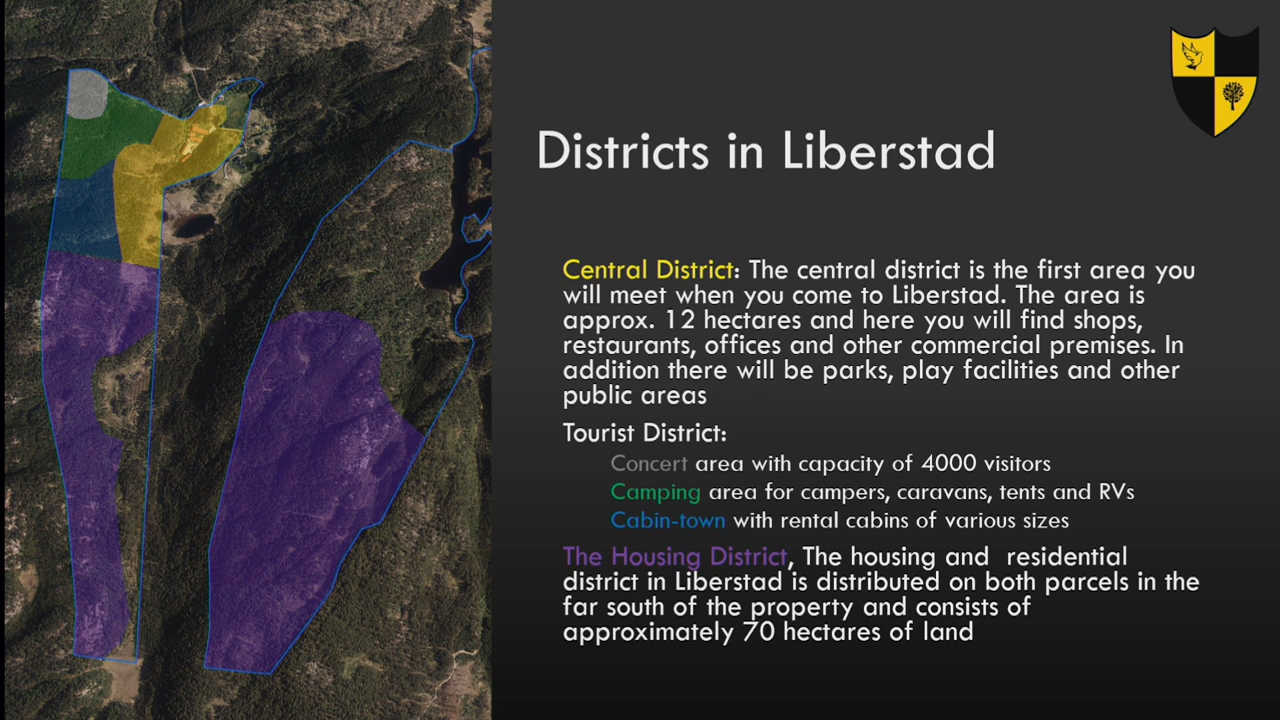 Districts in Liberstad
Central District: The central district is the first area you
will meet when you come to Liberstad. The area is
approx. 12 hectares and here you will find shops,
restaurants, offices and other commercial premises. In
addition there will be parks, play facilities and other
public areas
Tourist District:
Concert area with capacity of 4000 visitors
Camping area for campers, caravans, tents and RVs
Cabin-town with rental cabins of various sizes
The Housing District, The housing and  residential
district in Liberstad is distributed on both parcels in the
far south of the property and consists of
approximately 70 hectares of land